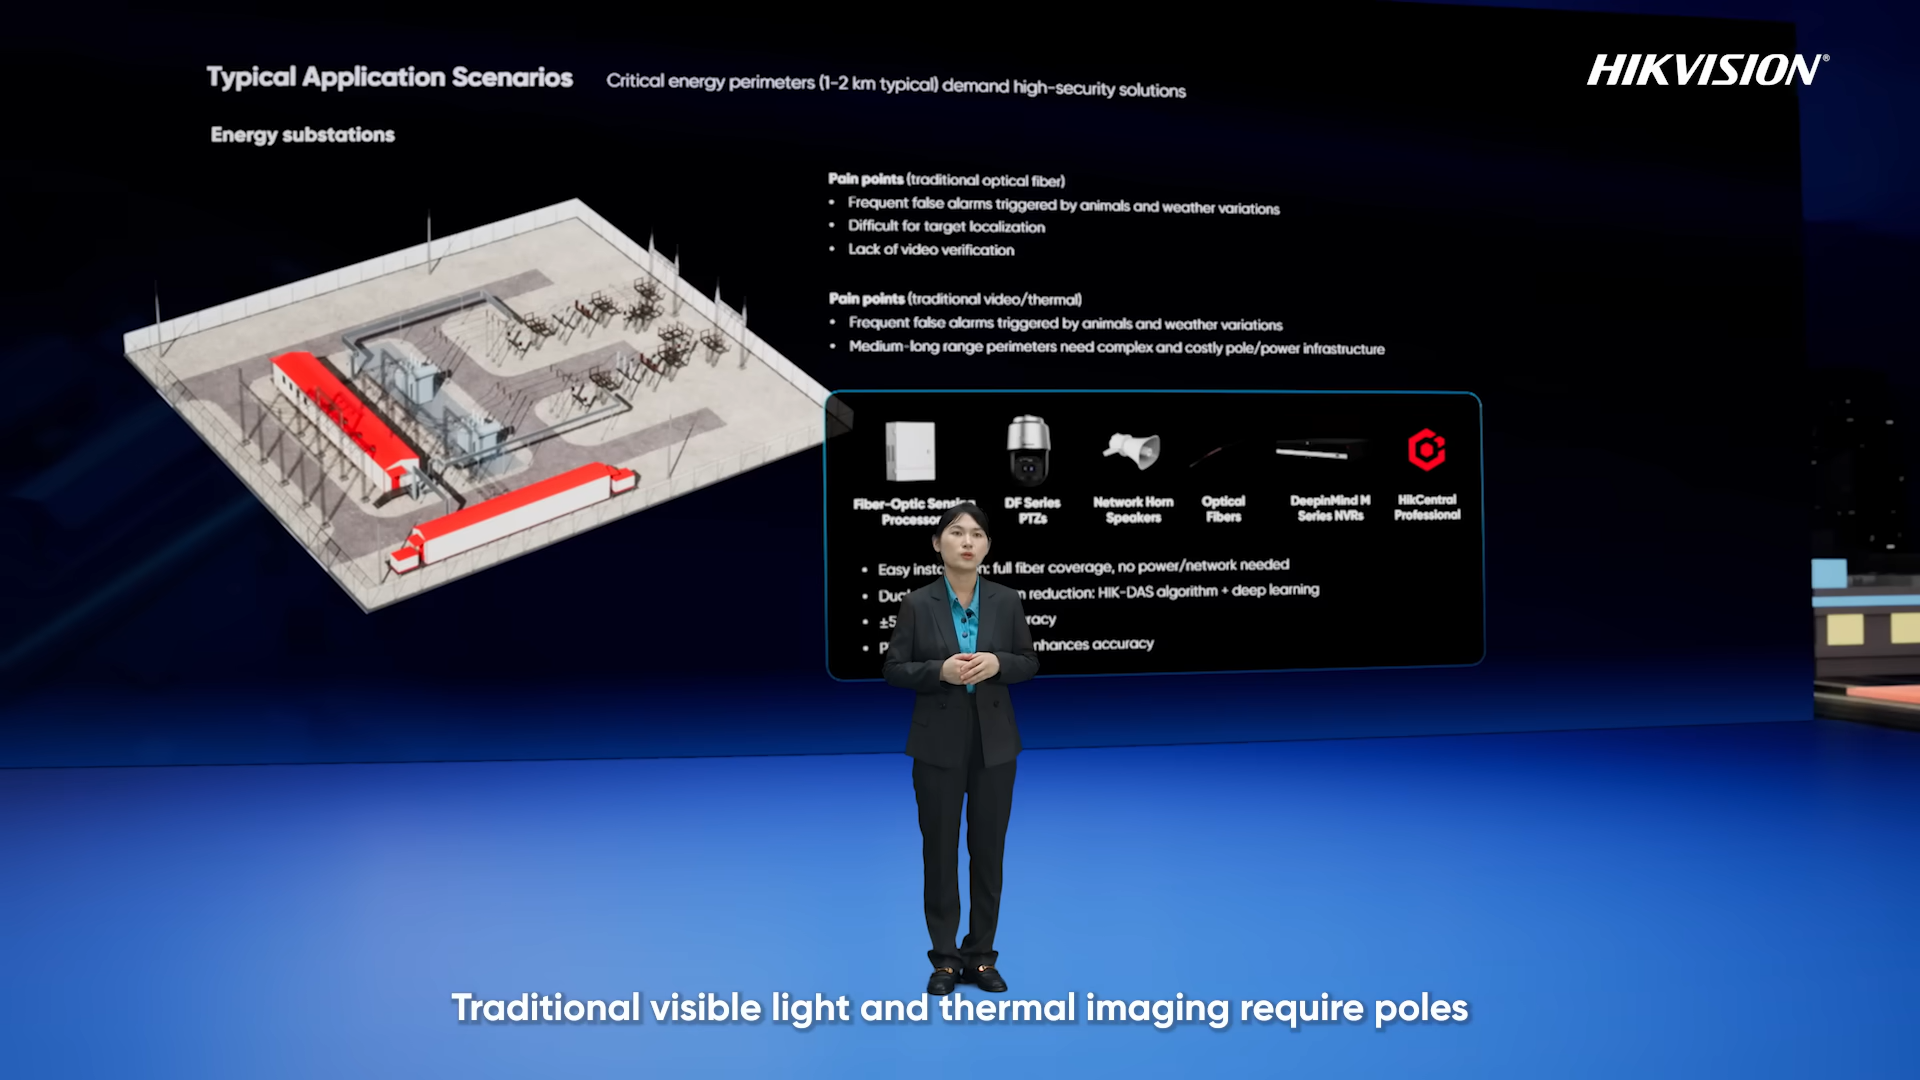 HIKVISION®
Typical Application Scenarios
Critical energy perimeters (1-2 km typical) demand high-security solutions
Energy substations
Pain points (traditional optical fiber)
• Frequent false alarms triggered by animals and weather variations
• Difficult for target localization
• Lack of video verification
Pain points (traditional video/thermal)
• Frequent false alarms triggered by animals and weather variations
• Medium-long range perimeters need complex and costly pole/power infrastructure
Fiber-Optic Sensing
Processor
DF Series
PTZs
Network Horn
Speakers
Optical
Fibers
DeepinMind M
Series NVRs
HikCentral
Professional
• Easy full fiber coverage, no power/network needed
• reduction: HIK-DAS algorithm + deep learning
• ±5
• enhances accuracy
Traditional visible light and thermal imaging require poles